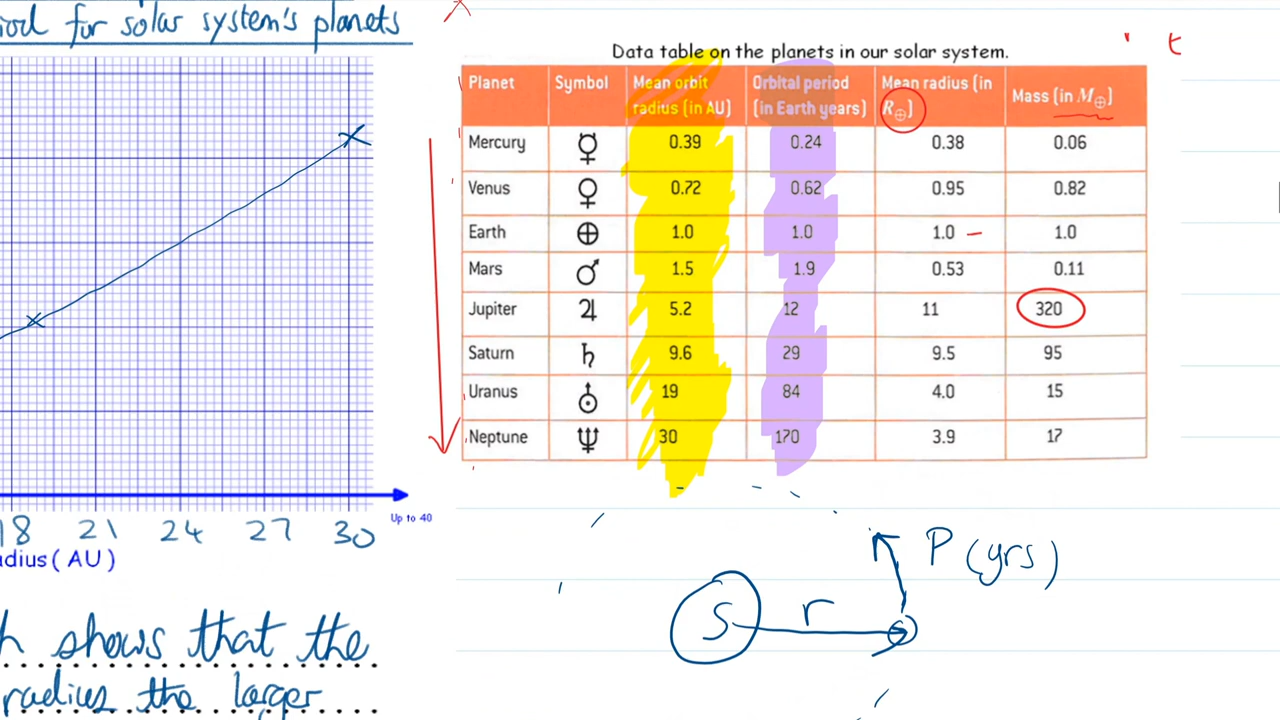 iod for solar system's planets
18 21 24 27 30
Up to 40
adius ( AU )
h shows that the
radius the larger
t
Data table on the planets in our solar system.
Planet Symbol Mean orbit radius (in AU) Orbital period (in Earth years) Mean radius (in R⊕) Mass (in M⊕)
Mercury ☿ 0.39 0.24 0.38 0.06
Venus ♀ 0.72 0.62 0.95 0.82
Earth ⊕ 1.0 1.0 1.0 1.0
Mars ♂ 1.5 1.9 0.53 0.11
Jupiter ♃ 5.2 12 11 320
Saturn ♄ 9.6 29 9.5 95
Uranus ⛢ 19 84 4.0 15
Neptune ♆ 30 170 3.9 17
P (yrs)
S r